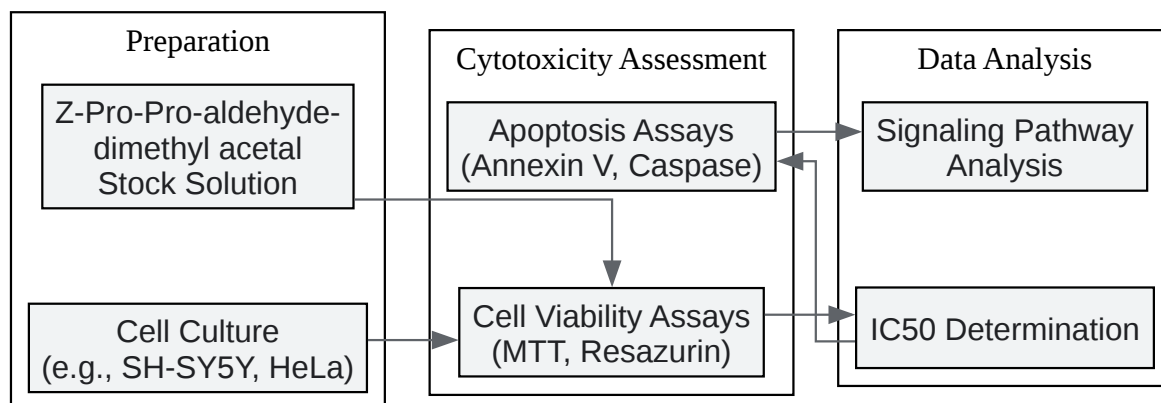 Preparation
Z-Pro-Pro-aldehyde-
dimethyl acetal
Stock Solution
Cell Culture
(e.g., SH-SY5Y, HeLa)
Cytotoxicity Assessment
Apoptosis Assays
(Annexin V, Caspase)
Cell Viability Assays
(MTT, Resazurin)
Data Analysis
Signaling Pathway
Analysis
IC50 Determination